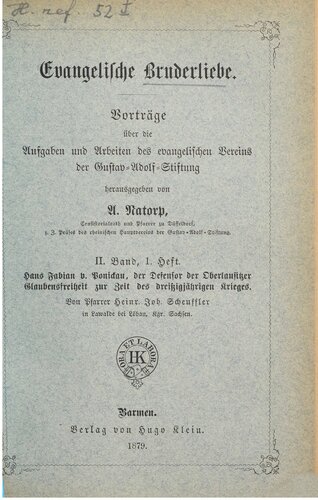 H. ref. 52 I
Evangelische Bruderliebe.
Vorträge
über die
Aufgaben und Arbeiten des evangelischen Vereins
der Gustav-Adolf-Stiftung
herausgegeben von
A. Natorp,
Consistorialrath und Pfarrer zu Düsseldorf,
z. Z. Präses des rheinischen Hauptvereins der Gustav-Adolf-Stiftung.
II. Band, 1. Heft.
Hans Fabian v. Ponickau, der Defensor der Oberlausitzer
Glaubensfreiheit zur Zeit des dreißigjährigen Krieges.
Von Pfarrer Heinr. Joh. Scheuffler
in Lawalde bei Löbau, Kgr. Sachsen.
ORA ET LABORA
HK
Barmen.
Verlag von Hugo Klein.
1879.